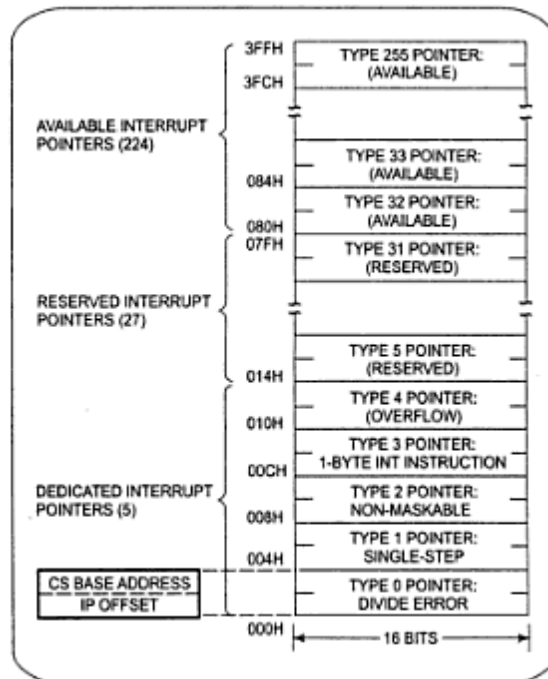 3FFH
TYPE 255 POINTER:
(AVAILABLE)
3FCH
AVAILABLE INTERRUPT
POINTERS (224)
TYPE 33 POINTER:
(AVAILABLE)
084H
TYPE 32 POINTER:
(AVAILABLE)
080H
07FH
TYPE 31 POINTER:
(RESERVED)
RESERVED INTERRUPT
POINTERS (27)
TYPE 5 POINTER:
(RESERVED)
014H
TYPE 4 POINTER:
(OVERFLOW)
010H
TYPE 3 POINTER:
1-BYTE INT INSTRUCTION
00CH
DEDICATED INTERRUPT
POINTERS (5)
TYPE 2 POINTER:
NON-MASKABLE
008H
TYPE 1 POINTER:
SINGLE-STEP
004H
CS BASE ADDRESS
IP OFFSET
TYPE 0 POINTER:
DIVIDE ERROR
000H
16 BITS